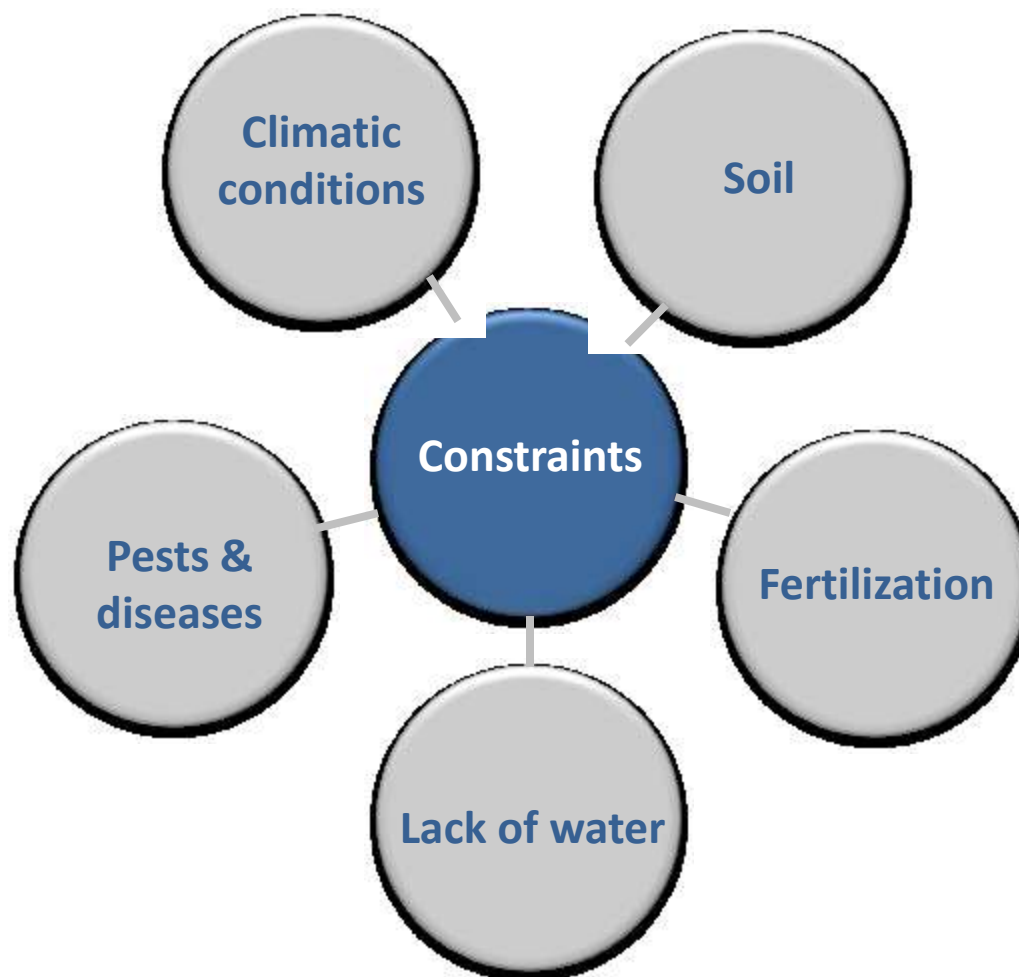 Climatic
conditions
Soil
Constraints
Pests &
diseases
Fertilization
Lack of water